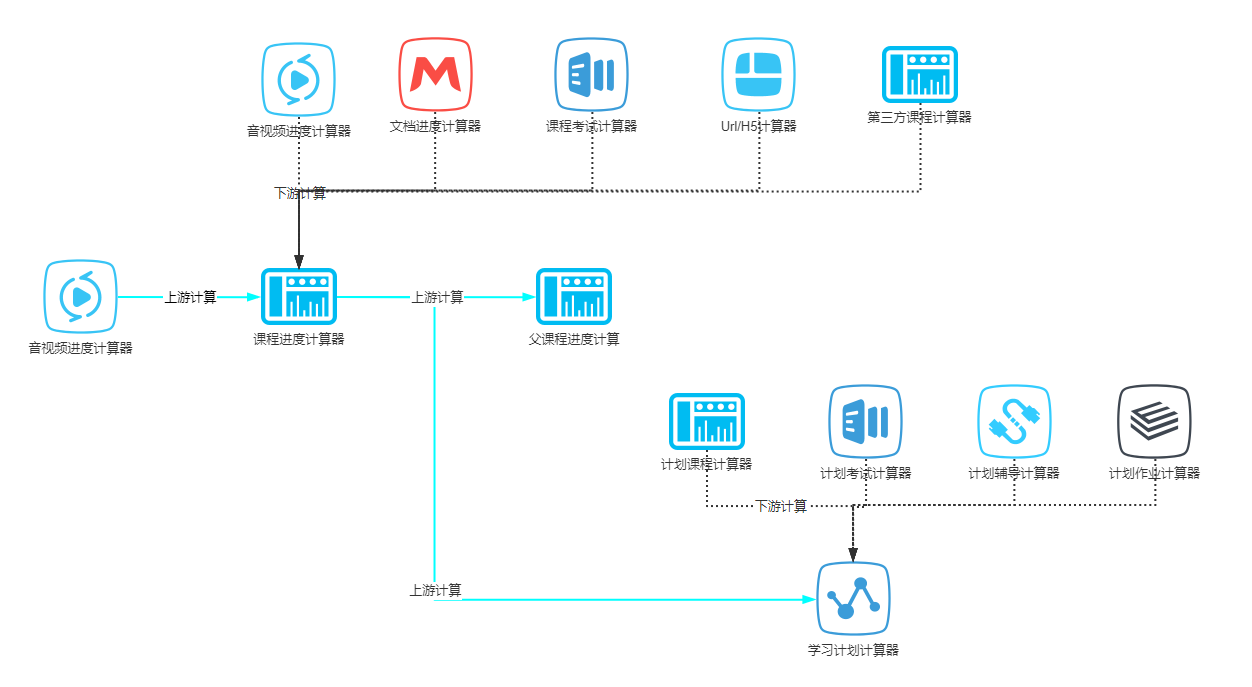 音视频进度计算器
文档进度计算器
课程考试计算器
Url/H5计算器
第三方课程计算器
下游计算
上游计算
上游计算
音视频进度计算器
课程进度计算器
父课程进度计算
计划课程计算器
计划考试计算器
计划辅导计算器
计划作业计算器
下游计算
上游计算
学习计划计算器